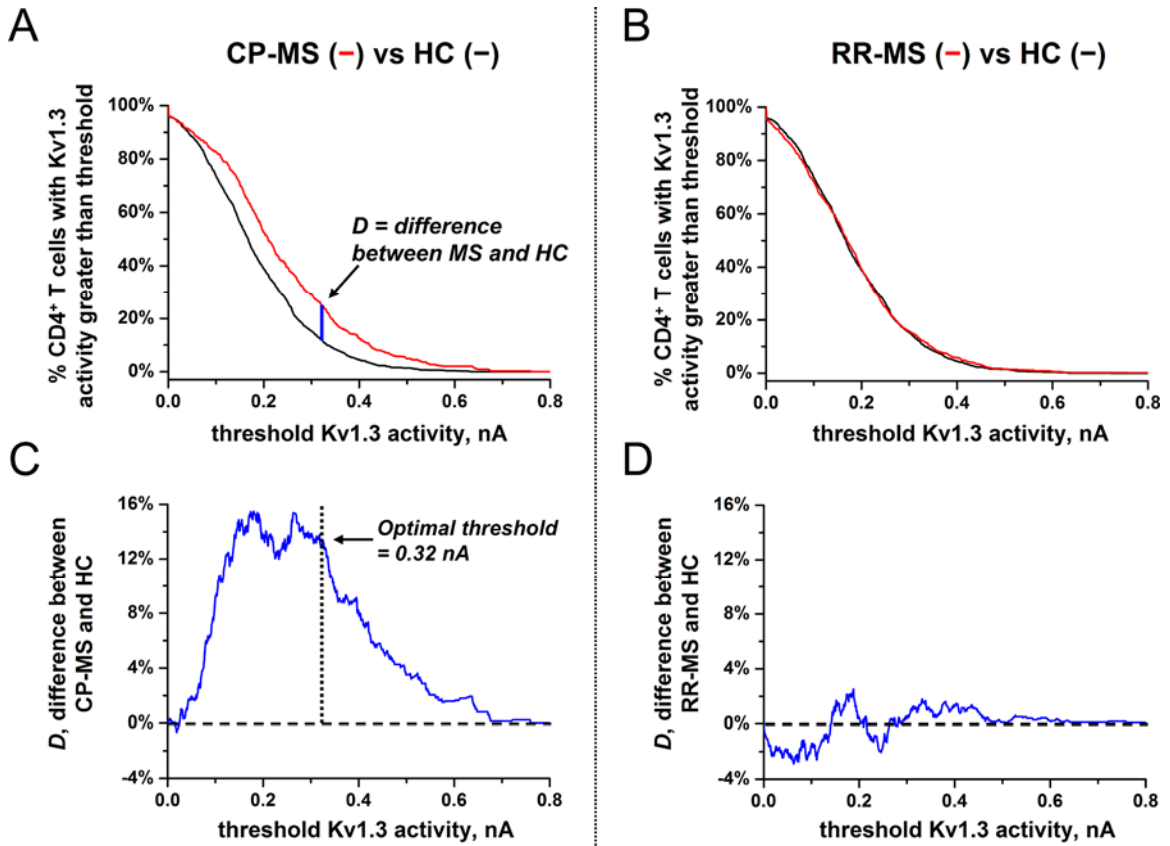 A
CP-MS (−) vs HC (−)
% CD4⁺ T cells with Kv1.3
activity greater than threshold
100%
80%
60%
40%
20%
0%
D = difference
between MS and HC
0.0 0.2 0.4 0.6 0.8
threshold Kv1.3 activity, nA
B
RR-MS (−) vs HC (−)
% CD4⁺ T cells with Kv1.3
activity greater than threshold
100%
80%
60%
40%
20%
0%
0.0 0.2 0.4 0.6 0.8
threshold Kv1.3 activity, nA
C
D, difference between
CP-MS and HC
16%
12%
8%
4%
0%
-4%
Optimal threshold
= 0.32 nA
0.0 0.2 0.4 0.6 0.8
threshold Kv1.3 activity, nA
D
D, difference between
RR-MS and HC
16%
12%
8%
4%
0%
-4%
0.0 0.2 0.4 0.6 0.8
threshold Kv1.3 activity, nA